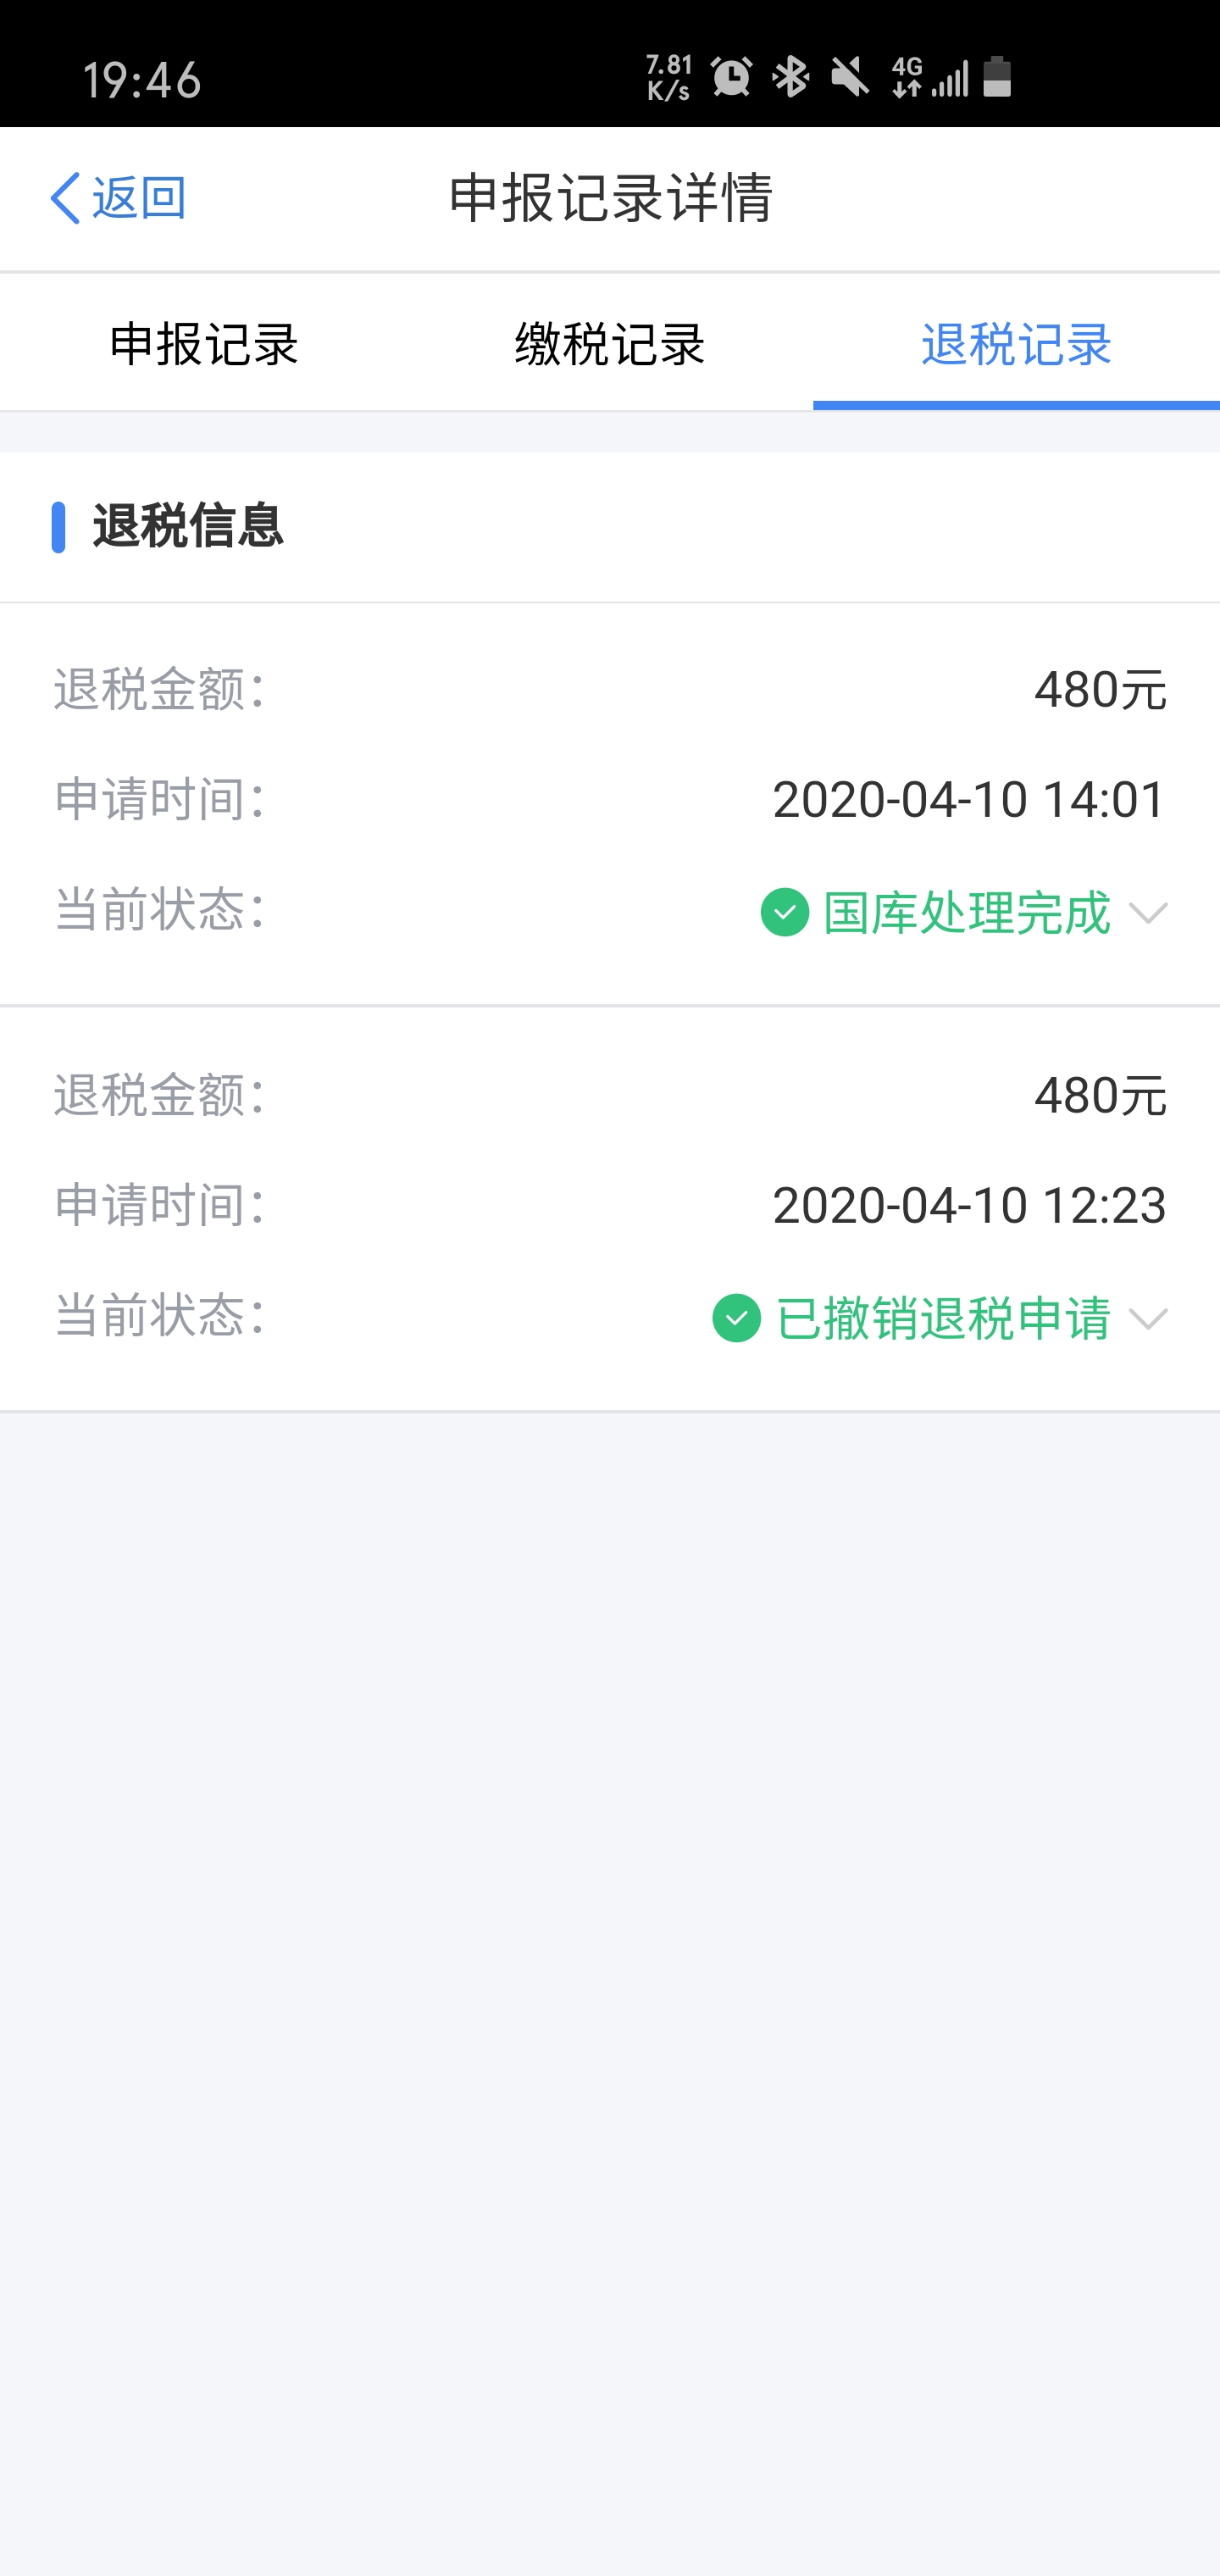 19:46
7.81
K/s
4G
返回
申报记录详情
申报记录 缴税记录 退税记录
退税信息
退税金额： 480元
申请时间： 2020-04-10 14:01
当前状态： 国库处理完成
退税金额： 480元
申请时间： 2020-04-10 12:23
当前状态： 已撤销退税申请